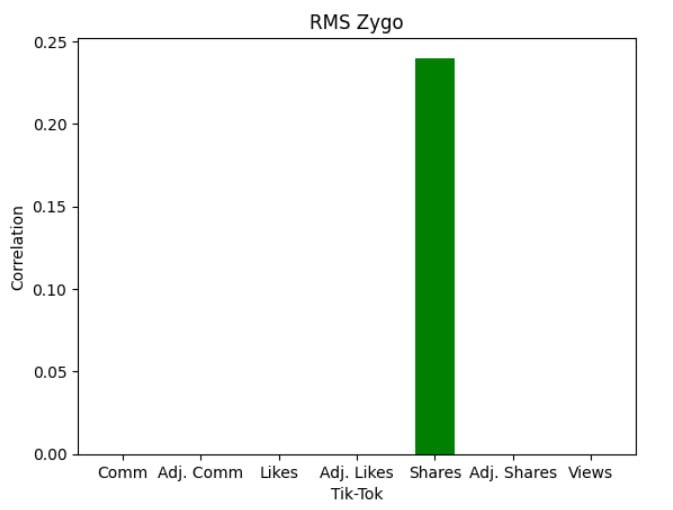 RMS Zygo
0.25
0.20
0.15
0.10
0.05
0.00
Correlation
Comm Adj. Comm Likes Adj. Likes Shares Adj. Shares Views
Tik-Tok